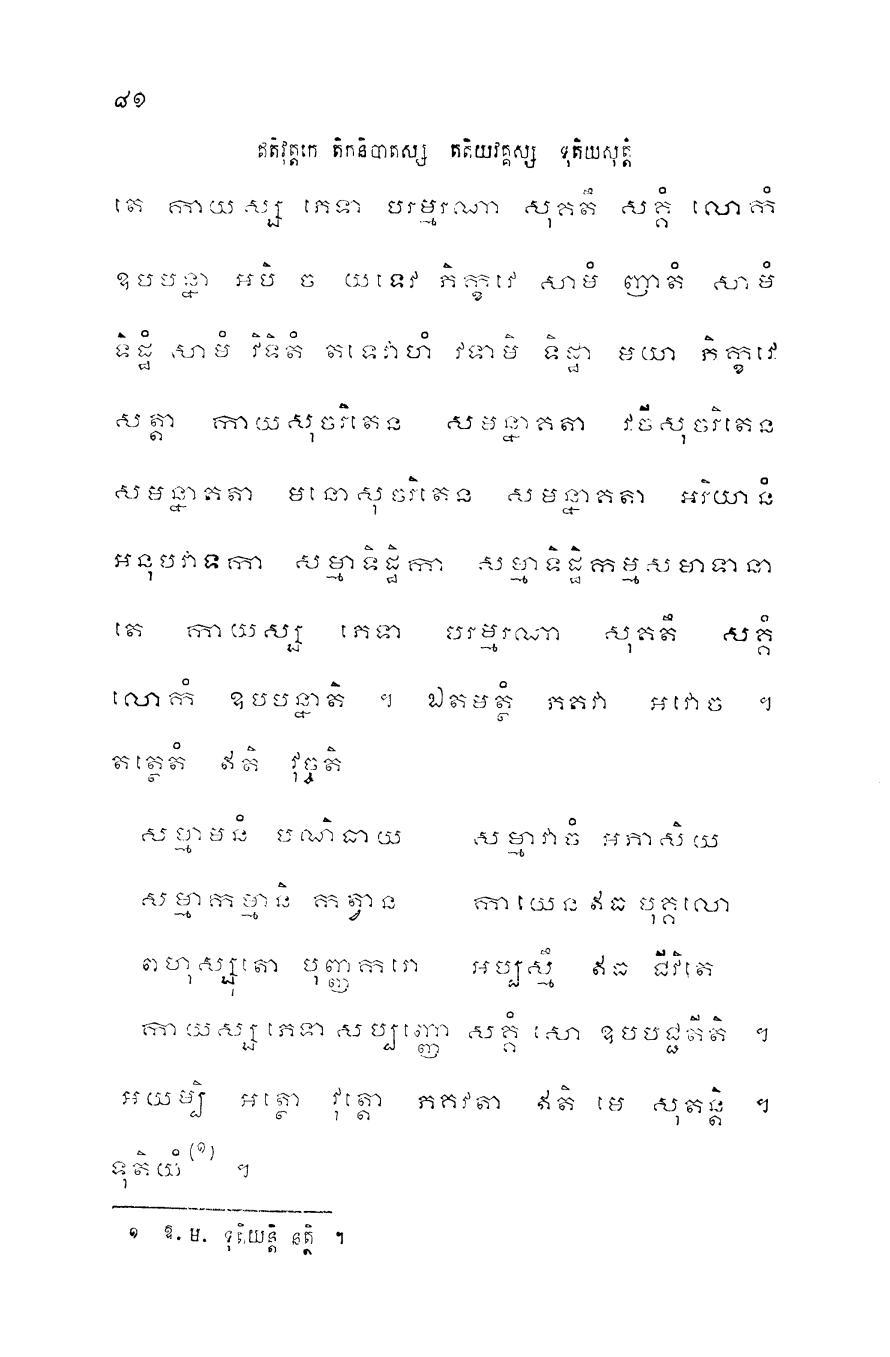 ៨១
ឥតិវុត្តកេ តិកនិបាតស្ស តតិយវគ្គស្ស ទុតិយសុត្តំ
តេ កាយស្ស ភេទា បរម្មរណា សុគតឹ សគ្គំ លោកំ
ឧបបន្នា អបិ ច យទេវ ភិក្ខវេ សាមំ ញាតំ សាមំ
ទិដ្ឋំ សាមំ វិទិតំ តទេវាហំ វទាមិ ទិដ្ឋា មយា ភិក្ខវេ
សត្តា កាយសុចរិតេន សមន្នាគតា វចីសុចរិតេន
សមន្នាគតា មនោសុចរិតេន សមន្នាគតា អរិយានំ
អនុបវាទកា សម្មាទិដ្ឋិកា សម្មាទិដ្ឋិកម្មសមាទានា
តេ កាយស្ស ភេទា បរម្មរណា សុគតឹ សគ្គំ
លោកំ ឧបបន្នាតិ ។ ឯតមត្ថំ ភគវា អវោច ។
តត្ថេតំ ឥតិ វុច្ចតិ
សម្មាមនំ បណិធាយ សម្មាវាចំ អភាសិយ
សម្មាកម្មានិ កត្វាន កាយេន ឥធ បុគ្គលោ
ពហុស្សុតោ បុញ្ញករោ អប្បស្មឹ ឥធ ជីវិតេ
កាយស្ស ភេទា សប្បញ្ញោ សគ្គំ សោ ឧបបជ្ជតីតិ ។
អយម្បិ អត្ថោ វុត្តោ ភគវតា ឥតិ មេ សុតន្តិ ។
ទុតិយំ(១) ។
១ ឱ. ម. ទុតិយន្តិ នត្ថិ ។